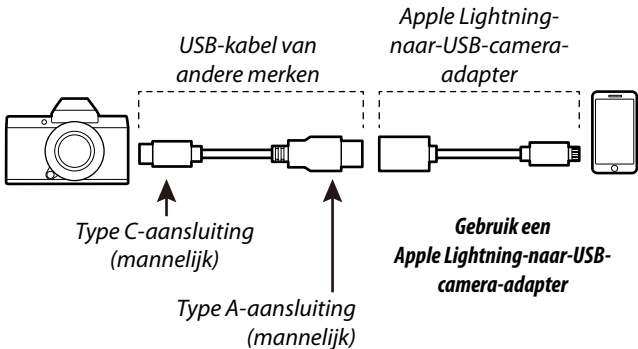 USB-kabel van
andere merken
Apple Lightning-
naar-USB-camera-
adapter
Type C-aansluiting
(mannelijk)
Type A-aansluiting
(mannelijk)
Gebruik een
Apple Lightning-naar-USB-
camera-adapter